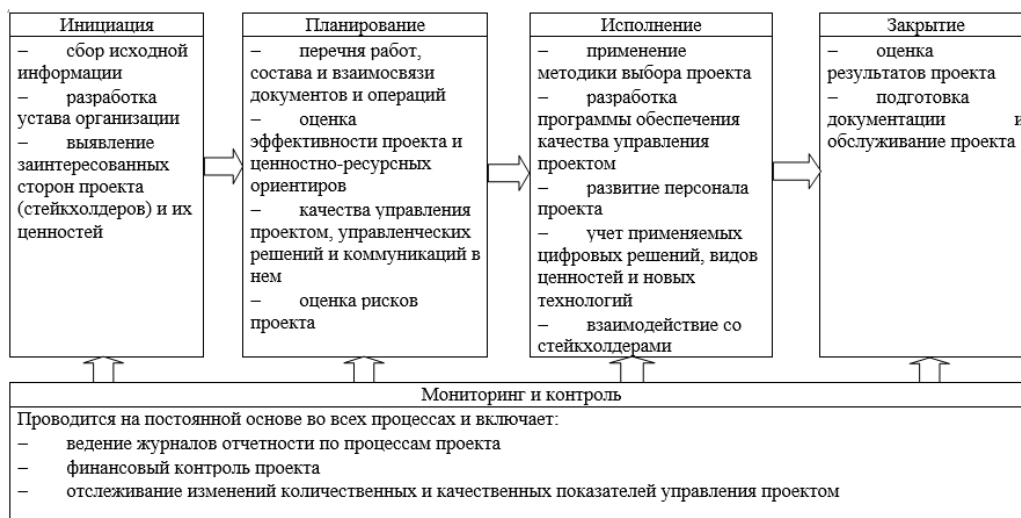 Инициация
– сбор исходной
информации
– разработка
устава организации
– выявление
заинтересованных
сторон проекта
(стейкхолдеров) и их
ценностей
Планирование
– перечня работ,
состава и взаимосвязи
документов и операций
– оценка
эффективности проекта и
ценностно-ресурсных
ориентиров
– качества управления
проектом, управленческих
решений и коммуникаций в
нем
– оценка рисков
проекта
Исполнение
– применение
методики выбора проекта
– разработка
программы обеспечения
качества управления
проектом
– развитие персонала
проекта
– учет применяемых
цифровых решений, видов
ценностей и новых
технологий
– взаимодействие со
стейкхолдерами
Закрытие
– оценка
результатов проекта
– подготовка
документации и
обслуживание проекта
Мониторинг и контроль
Проводится на постоянной основе во всех процессах и включает:
– ведение журналов отчетности по процессам проекта
– финансовый контроль проекта
– отслеживание изменений количественных и качественных показателей управления проектом